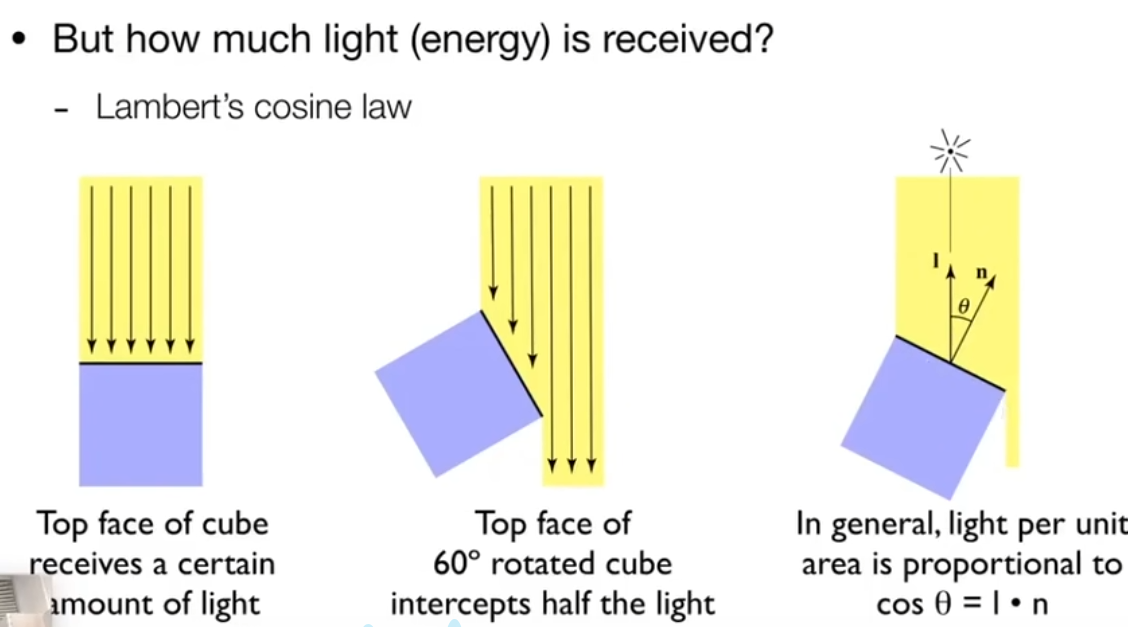 • But how much light (energy) is received?
- Lambert's cosine law
l
n
θ
Top face of cube
receives a certain
amount of light
Top face of
60° rotated cube
intercepts half the light
In general, light per unit
area is proportional to
cos θ = l • n